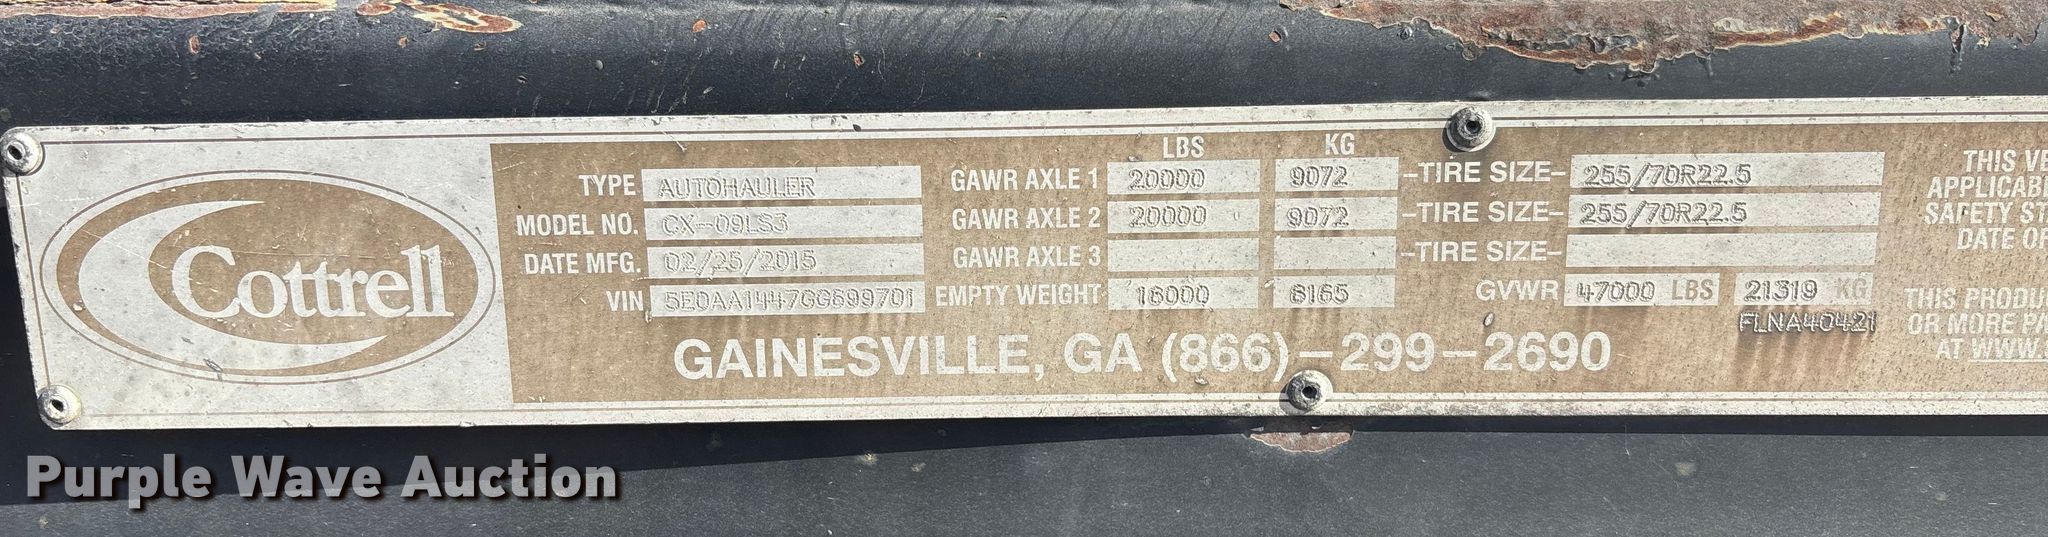 LBS KG
TYPE AUTOHAULER GAWR AXLE 1 20000 9072 -TIRE SIZE- 255/70R22.5 THIS VE
APPLICAB
MODEL NO. CX-09LS3 GAWR AXLE 2 20000 9072 -TIRE SIZE- 255/70R22.5 SAFETY ST
DATE MFG. 02/25/2015 GAWR AXLE 3 -TIRE SIZE- DATE OF
VIN 5E0AA1447GG699701 EMPTY WEIGHT 18000 8165 GVWR 47000 LBS 21319 KG THIS PRODU
FLNA40421 OR MORE PA
AT WWW.
Cottrell
GAINESVILLE, GA (866)-299-2690
Purple Wave Auction